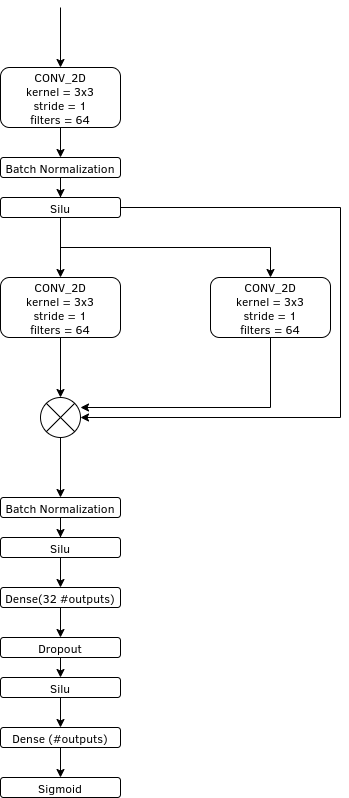 CONV_2D
kernel = 3x3
stride = 1
filters = 64
Batch Normalization
Silu
CONV_2D
kernel = 3x3
stride = 1
filters = 64
CONV_2D
kernel = 3x3
stride = 1
filters = 64
Batch Normalization
Silu
Dense(32 #outputs)
Dropout
Silu
Dense (#outputs)
Sigmoid